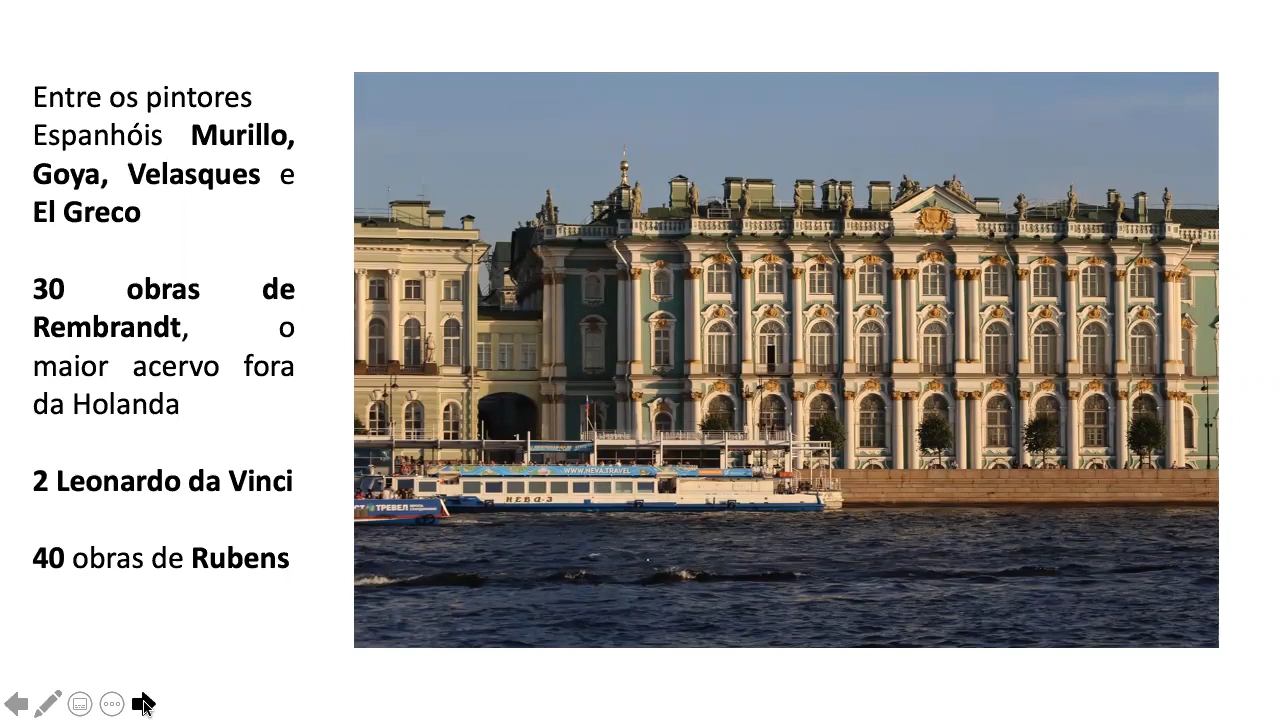 Entre os pintores
Espanhóis Murillo,
Goya, Velasques e
El Greco
30 obras de
Rembrandt, o
maior acervo fora
da Holanda
2 Leonardo da Vinci
40 obras de Rubens
WWW.NEVA.TRAVEL
НЕВА-3
ТРЕВЕЛ